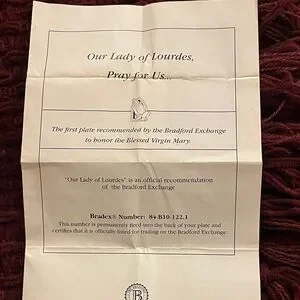 Our Lady of Lourdes,
Pray for Us...
The first plate recommended by the Bradford Exchange
to honor the Blessed Virgin Mary.
"Our Lady of Lourdes" is an official recommendation
of the Bradford Exchange
Bradex® Number: 84-B10-122.1
This number is permanently fired into the back of your plate and
certifies that it is officially listed for trading on the Bradford Exchange.
B